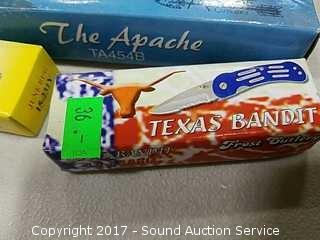 The Apache
TA454B
36.-
TEXAS BANDIT
Frost Cutlery
Copyright 2017 - Sound Auction Service